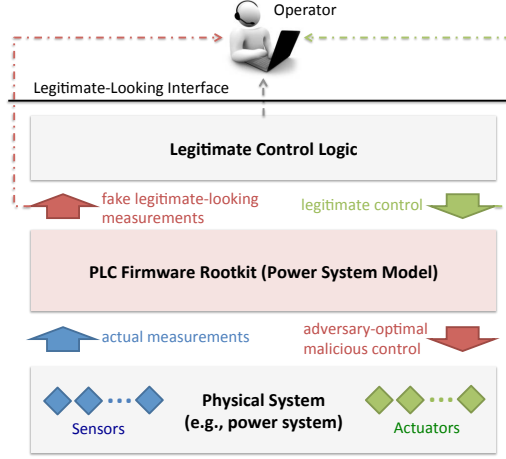 Operator
Legitimate-Looking Interface
Legitimate Control Logic
fake legitimate-looking
measurements
legitimate control
PLC Firmware Rootkit (Power System Model)
actual measurements
adversary-optimal
malicious control
Physical System
(e.g., power system)
Sensors
Actuators